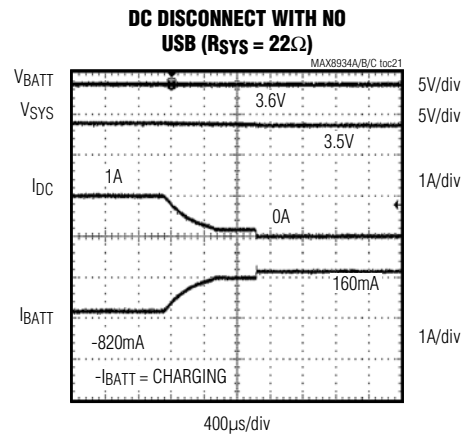 DC DISCONNECT WITH NO
USB (RSYS = 22Ω)
MAX8934A/B/C toc21
VBATT
5V/div
3.6V
VSYS
5V/div
3.5V
1A
IDC
1A/div
0A
160mA
IBATT
-820mA
1A/div
-IBATT = CHARGING
400µs/div